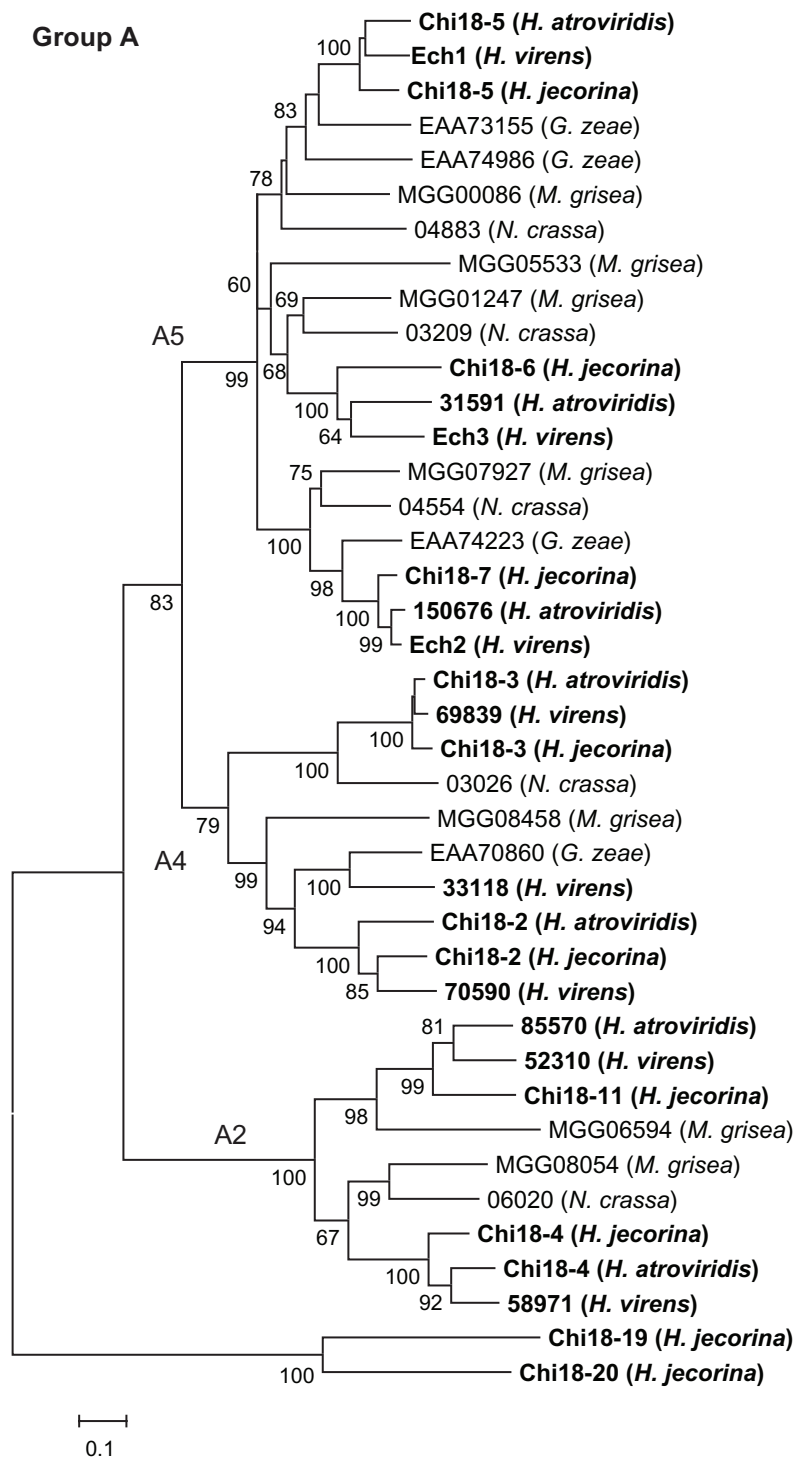 Group A
Chi18-5 (H. atroviridis)
100
Ech1 (H. virens)
Chi18-5 (H. jecorina)
83
EAA73155 (G. zeae)
EAA74986 (G. zeae)
78
MGG00086 (M. grisea)
04883 (N. crassa)
MGG05533 (M. grisea)
60
69
MGG01247 (M. grisea)
03209 (N. crassa)
A5
68
Chi18-6 (H. jecorina)
99
31591 (H. atroviridis)
100
64
Ech3 (H. virens)
75
MGG07927 (M. grisea)
04554 (N. crassa)
100
EAA74223 (G. zeae)
98
Chi18-7 (H. jecorina)
83
100
150676 (H. atroviridis)
99
Ech2 (H. virens)
Chi18-3 (H. atroviridis)
69839 (H. virens)
100
Chi18-3 (H. jecorina)
100
03026 (N. crassa)
79
MGG08458 (M. grisea)
A4
EAA70860 (G. zeae)
99
100
33118 (H. virens)
94
Chi18-2 (H. atroviridis)
100
Chi18-2 (H. jecorina)
85
70590 (H. virens)
81
85570 (H. atroviridis)
52310 (H. virens)
99
Chi18-11 (H. jecorina)
98
A2
MGG06594 (M. grisea)
100
MGG08054 (M. grisea)
99
06020 (N. crassa)
67
Chi18-4 (H. jecorina)
100
Chi18-4 (H. atroviridis)
92
58971 (H. virens)
Chi18-19 (H. jecorina)
100
Chi18-20 (H. jecorina)
0.1